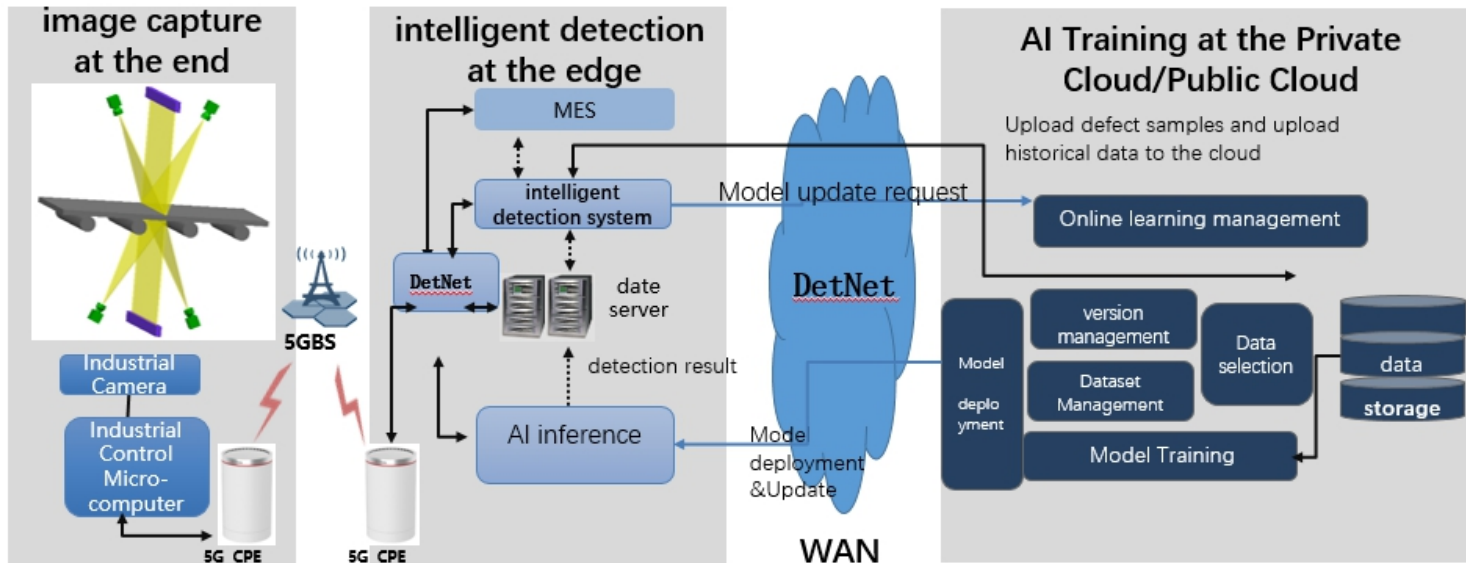 image capture
at the end
5GBS
Industrial
Camera
Industrial
Control
Micro-
computer
5G CPE
intelligent detection
at the edge
MES
intelligent
detection system
DetNet
date
server
detection result
AI inference
5G CPE
Model update request
DetNet
Model
deployment
&Update
WAN
AI Training at the Private
Cloud/Public Cloud
Upload defect samples and upload
historical data to the cloud
Online learning management
Model
deplo
yment
version
management
Dataset
Management
Data
selection
Model Training
data
storage